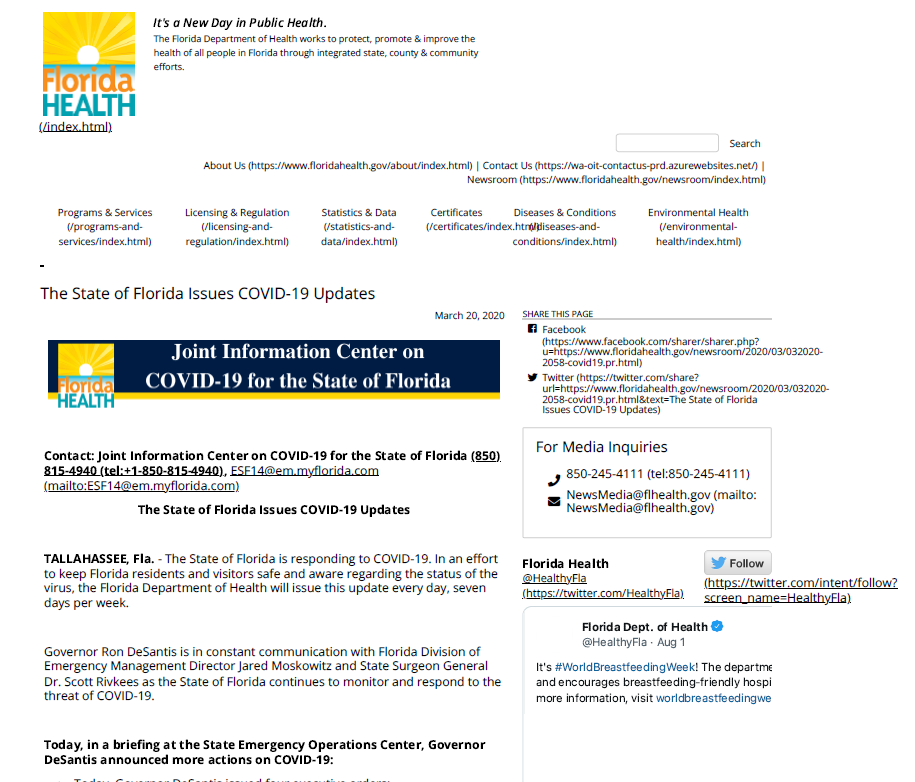 It's a New Day in Public Health.
The Florida Department of Health works to protect, promote & improve the
health of all people in Florida through integrated state, county & community
efforts.
Florida
HEALTH
(/index.html)
Search
About Us (https://www.floridahealth.gov/about/index.html) | Contact Us (https://wa-oit-contactus-prd.azurewebsites.net/) |
Newsroom (https://www.floridahealth.gov/newsroom/index.html)
Programs & Services
(/programs-and-
services/index.html)
Licensing & Regulation
(/licensing-and-
regulation/index.html)
Statistics & Data
(/statistics-and-
data/index.html)
Certificates
(/certificates/index.html)
Diseases & Conditions
(/diseases-and-
conditions/index.html)
Environmental Health
(/environmental-
health/index.html)
The State of Florida Issues COVID-19 Updates
March 20, 2020
Joint Information Center on
COVID-19 for the State of Florida
Florida
HEALTH
Contact: Joint Information Center on COVID-19 for the State of Florida (850)
815-4940 (tel:+1-850-815-4940), ESF14@em.myflorida.com
(mailto:ESF14@em.myflorida.com)
The State of Florida Issues COVID-19 Updates
TALLAHASSEE, Fla. - The State of Florida is responding to COVID-19. In an effort
to keep Florida residents and visitors safe and aware regarding the status of the
virus, the Florida Department of Health will issue this update every day, seven
days per week.
Governor Ron DeSantis is in constant communication with Florida Division of
Emergency Management Director Jared Moskowitz and State Surgeon General
Dr. Scott Rivkees as the State of Florida continues to monitor and respond to the
threat of COVID-19.
Today, in a briefing at the State Emergency Operations Center, Governor
DeSantis announced more actions on COVID-19:
Today, Governor DeSantis issued four executive orders:
SHARE THIS PAGE
Facebook
(https://www.facebook.com/sharer/sharer.php?
u=https://www.floridahealth.gov/newsroom/2020/03/032020-
2058-covid19.pr.html)
Twitter (https://twitter.com/share?
url=https://www.floridahealth.gov/newsroom/2020/03/032020-
2058-covid19.pr.html&text=The State of Florida
Issues COVID-19 Updates)
For Media Inquiries
850-245-4111 (tel:850-245-4111)
NewsMedia@flhealth.gov (mailto:
NewsMedia@flhealth.gov)
Florida Health
@HealthyFla
(https://twitter.com/HealthyFla)
Follow
(https://twitter.com/intent/follow?
screen_name=HealthyFla)
Florida Dept. of Health
@HealthyFla · Aug 1
It's #WorldBreastfeedingWeek! The departme
and encourages breastfeeding-friendly hospi
more information, visit worldbreastfeedingwe